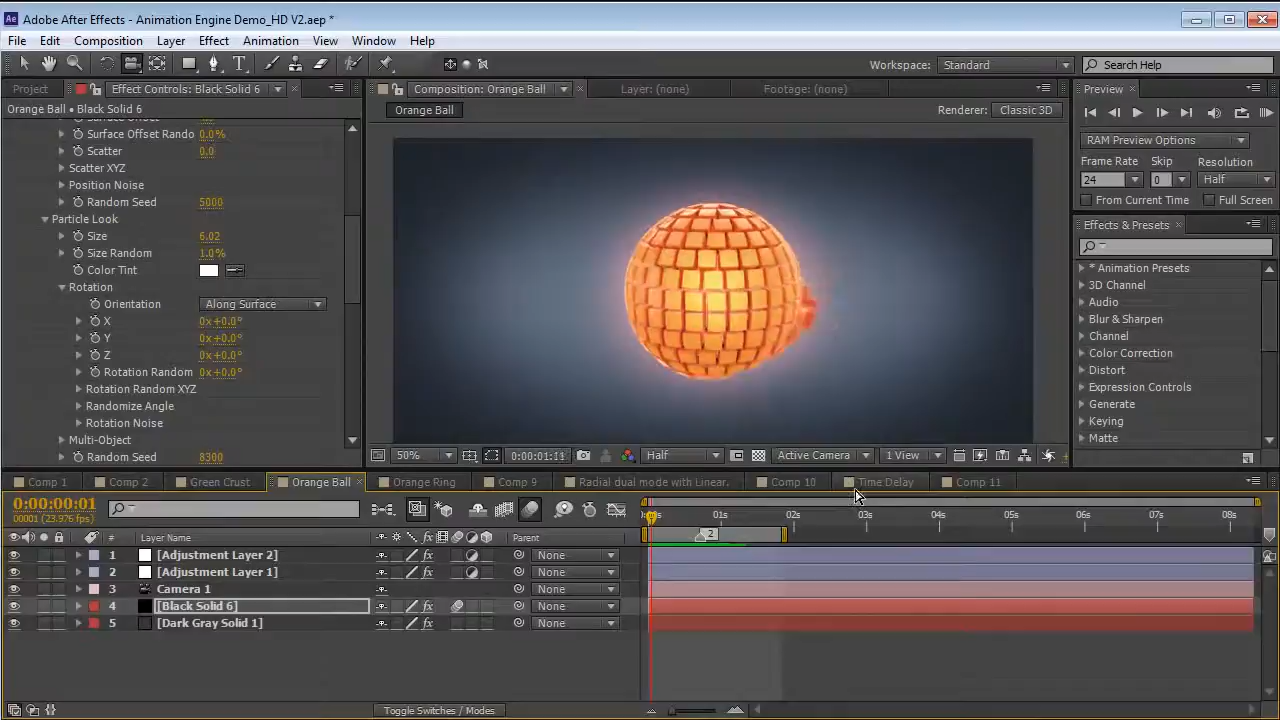 Adobe After Effects - Animation Engine Demo_HD V2.aep *
File Edit Composition Layer Effect Animation View Window Help
Workspace: Standard Search Help
Project Effect Controls: Black Solid 6 Composition: Orange Ball Layer: (none) Footage: (none) Preview
Orange Ball • Black Solid 6 Orange Ball Renderer: Classic 3D
Surface Offset Rando 0.0%
Scatter 0.0
Scatter XYZ
Position Noise
Random Seed 5000
Particle Look
Size 6.02
Size Random 1.0%
Color Tint
Rotation
Orientation Along Surface
X 0x+0.0°
Y 0x+0.0°
Z 0x+0.0°
Rotation Random 0x+0.0°
Rotation Random XYZ
Randomize Angle
Rotation Noise
Multi-Object
Random Seed 8300
RAM Preview Options
Frame Rate Skip Resolution
24 0 Half
From Current Time Full Screen
Effects & Presets
* Animation Presets
3D Channel
Audio
Blur & Sharpen
Channel
Color Correction
Distort
Expression Controls
Generate
Keying
Matte
50% 0:00:01:11 Half Active Camera 1 View
Comp 1 Comp 2 Green Crust Orange Ball Orange Ring Comp 9 Radial dual mode with Linear. Comp 10 Time Delay Comp 11
0:00:00:01
00001 (23.976 fps)
01s 02s 03s 04s 05s 06s 07s 08s
2
# Layer Name Parent
1 [Adjustment Layer 2] None
2 [Adjustment Layer 1] None
3 Camera 1 None
4 [Black Solid 6] None
5 [Dark Gray Solid 1] None
Toggle Switches / Modes